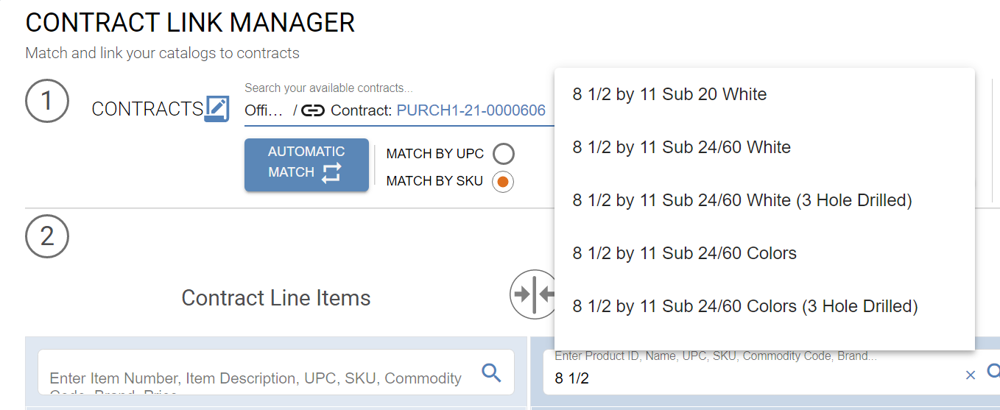 CONTRACT LINK MANAGER
Match and link your catalogs to contracts
1
CONTRACTS
Search your available contracts...
Offi... / Contract: PURCH1-21-0000606
AUTOMATIC
MATCH
MATCH BY UPC
MATCH BY SKU
8 1/2 by 11 Sub 20 White
8 1/2 by 11 Sub 24/60 White
8 1/2 by 11 Sub 24/60 White (3 Hole Drilled)
8 1/2 by 11 Sub 24/60 Colors
8 1/2 by 11 Sub 24/60 Colors (3 Hole Drilled)
2
Contract Line Items
Enter Item Number, Item Description, UPC, SKU, Commodity
Code, Brand, Price
Enter Product ID, Name, UPC, SKU, Commodity Code, Brand...
8 1/2